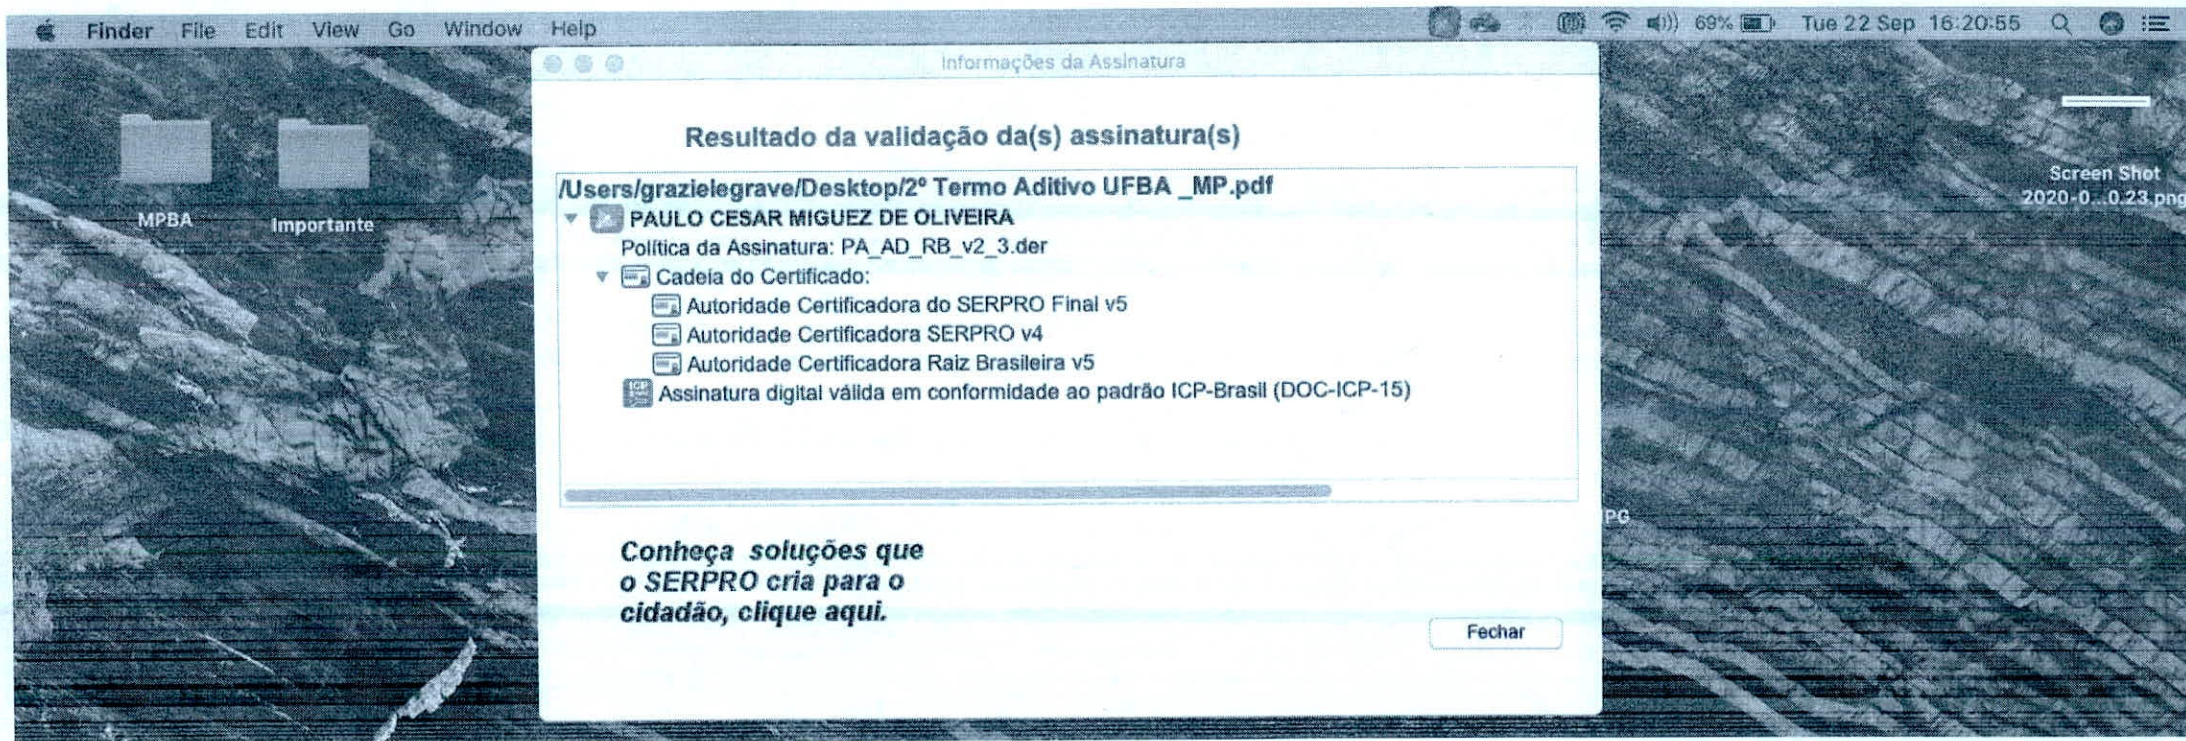 Finder File Edit View Go Window Help 69% Tue 22 Sep 16:20:55
Informações da Assinatura
Resultado da validação da(s) assinatura(s)
/Users/grazielegrave/Desktop/2º Termo Aditivo UFBA _MP.pdf
PAULO CESAR MIGUEZ DE OLIVEIRA
Política da Assinatura: PA_AD_RB_v2_3.der
Cadeia do Certificado:
Autoridade Certificadora do SERPRO Final v5
Autoridade Certificadora SERPRO v4
Autoridade Certificadora Raiz Brasileira v5
ICP
Assinatura digital válida em conformidade ao padrão ICP-Brasil (DOC-ICP-15)
Conheça soluções que
o SERPRO cria para o
cidadão, clique aqui.
Fechar
MPBA
Importante
Screen Shot
2020-0...0.23.png
PG